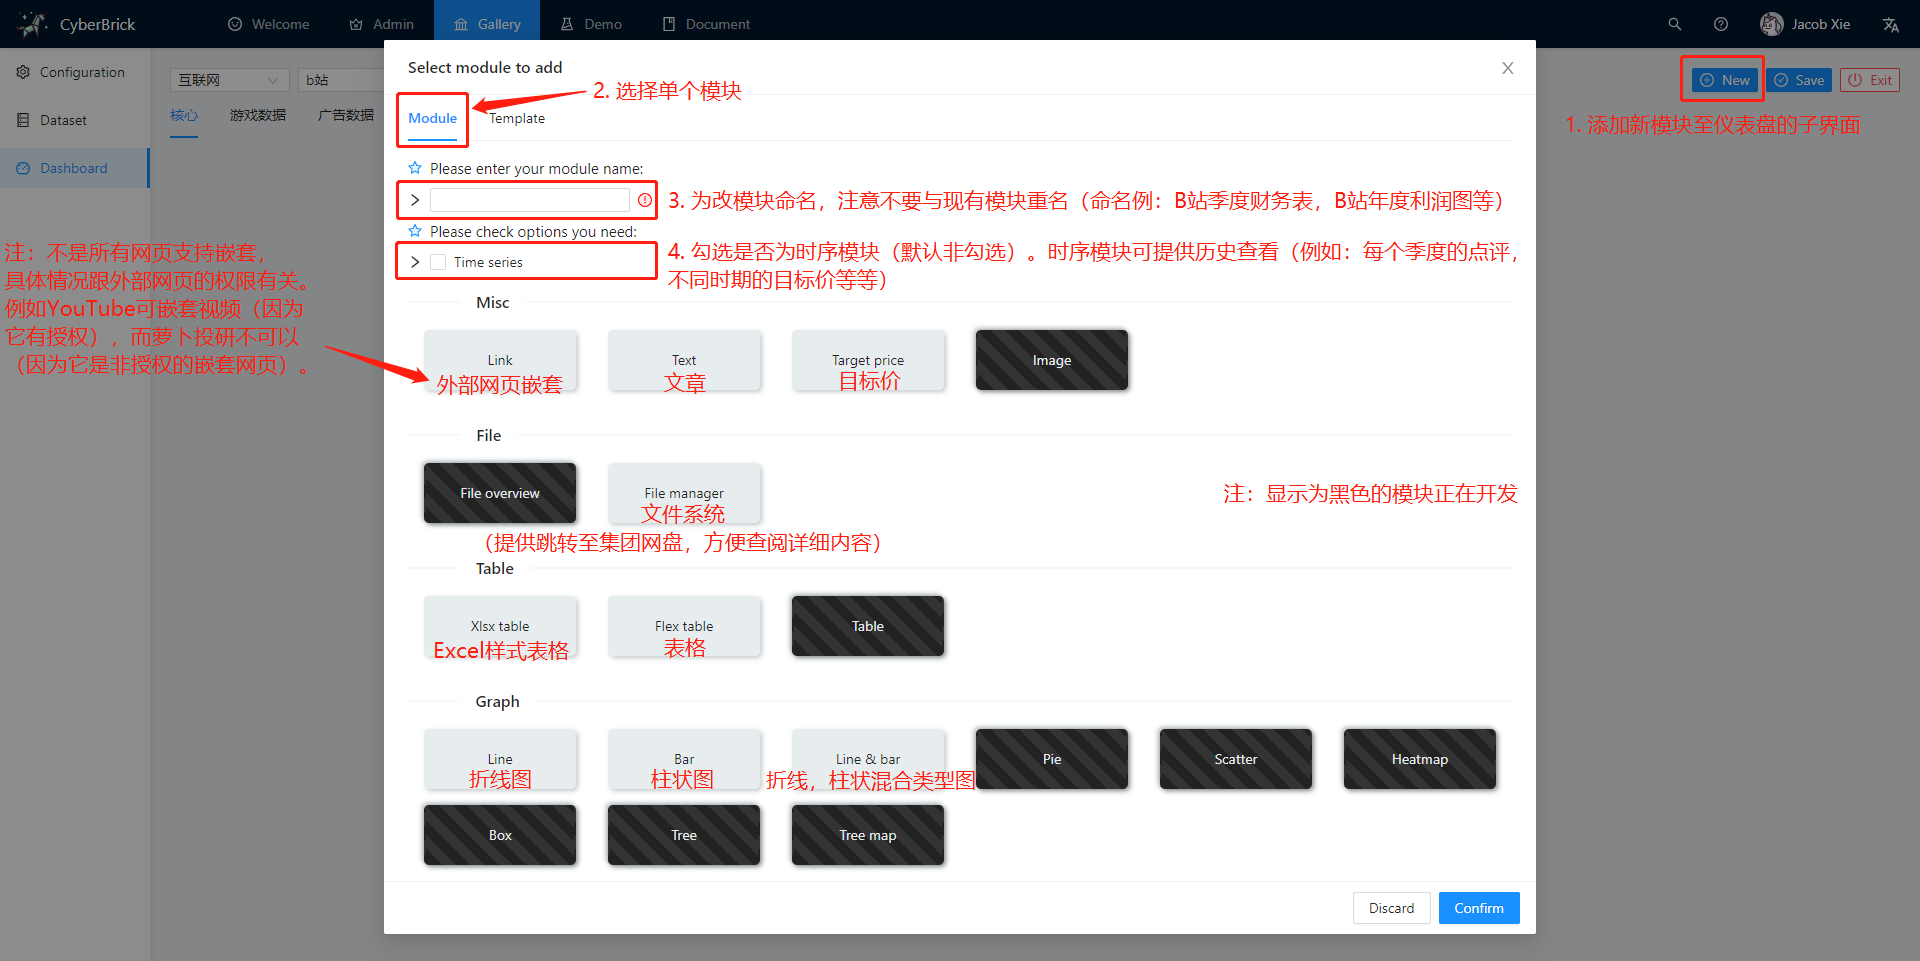 CyberBrick
Welcome
Admin
Gallery
Demo
Document
Jacob Xie
Configuration
Dataset
Dashboard
互联网
b站
核心
游戏数据
广告数据
New
Save
Exit
1. 添加新模块至仪表盘的子界面
Select module to add
2. 选择单个模块
Module
Template
Please enter your module name:
3. 为改模块命名，注意不要与现有模块重名（命名例：B站季度财务表，B站年度利润图等）
Please check options you need:
Time series
4. 勾选是否为时序模块（默认非勾选）。时序模块可提供历史查看（例如：每个季度的点评，
不同时期的目标价等等）
注：不是所有网页支持嵌套，
具体情况跟外部网页的权限有关。
例如YouTube可嵌套视频（因为
它有授权），而萝卜投研不可以
（因为它是非授权的嵌套网页）。
Misc
Link
外部网页嵌套
Text
文章
Target price
目标价
Image
File
File overview
File manager
文件系统
（提供跳转至集团网盘，方便查阅详细内容）
注：显示为黑色的模块正在开发
Table
Xlsx table
Excel样式表格
Flex table
表格
Table
Graph
Line
折线图
Bar
柱状图
Line & bar
折线，柱状混合类型图
Pie
Scatter
Heatmap
Box
Tree
Tree map
Discard
Confirm